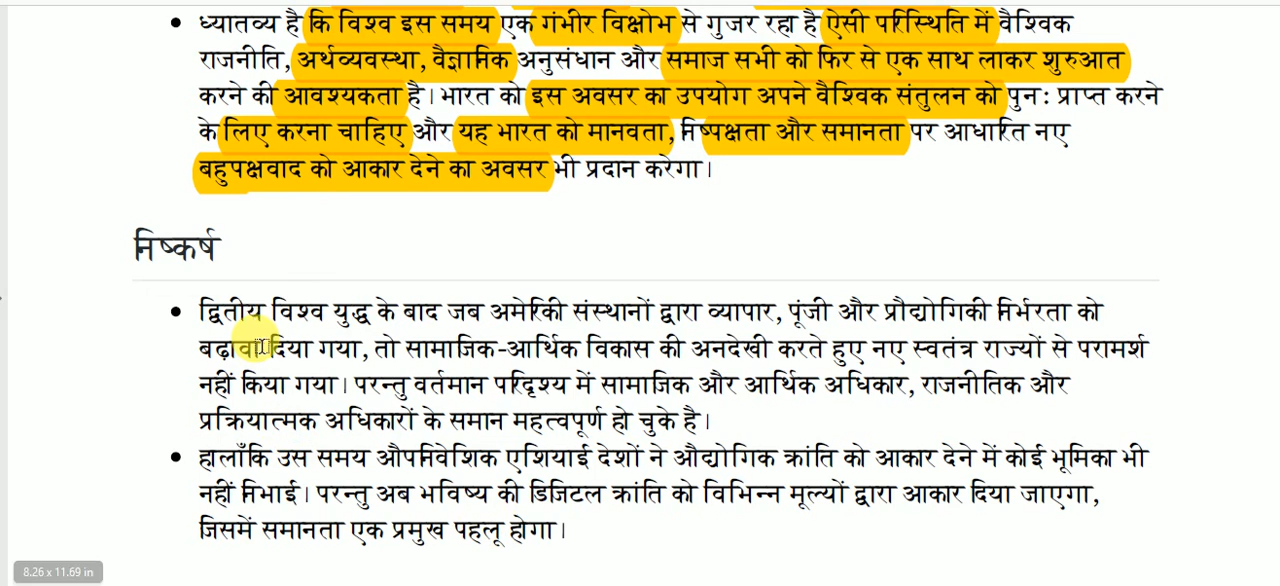 ध्यातव्य है कि विश्व इस समय एक गंभीर विक्षोभ से गुजर रहा है ऐसी परिस्थिति में वैश्विक
राजनीति, अर्थव्यवस्था, वैज्ञानिक अनुसंधान और समाज सभी को फिर से एक साथ लाकर शुरुआत
करने की आवश्यकता है। भारत को इस अवसर का उपयोग अपने वैश्विक संतुलन को पुनः प्राप्त करने
के लिए करना चाहिए और यह भारत को मानवता, निष्पक्षता और समानता पर आधारित नए
बहुपक्षवाद को आकार देने का अवसर भी प्रदान करेगा।
निष्कर्ष
द्वितीय विश्व युद्ध के बाद जब अमेरिकी संस्थानों द्वारा व्यापार, पूंजी और प्रौद्योगिकी निर्भरता को
बढ़ावा दिया गया, तो सामाजिक-आर्थिक विकास की अनदेखी करते हुए नए स्वतंत्र राज्यों से परामर्श
नहीं किया गया। परन्तु वर्तमान परिदृश्य में सामाजिक और आर्थिक अधिकार, राजनीतिक और
प्रक्रियात्मक अधिकारों के समान महत्वपूर्ण हो चुके है।
हालाँकि उस समय औपनिवेशिक एशियाई देशों ने औद्योगिक क्रांति को आकार देने में कोई भूमिका भी
नहीं निभाई। परन्तु अब भविष्य की डिजिटल क्रांति को विभिन्न मूल्यों द्वारा आकार दिया जाएगा,
जिसमें समानता एक प्रमुख पहलू होगा।
8.26 x 11.69 in